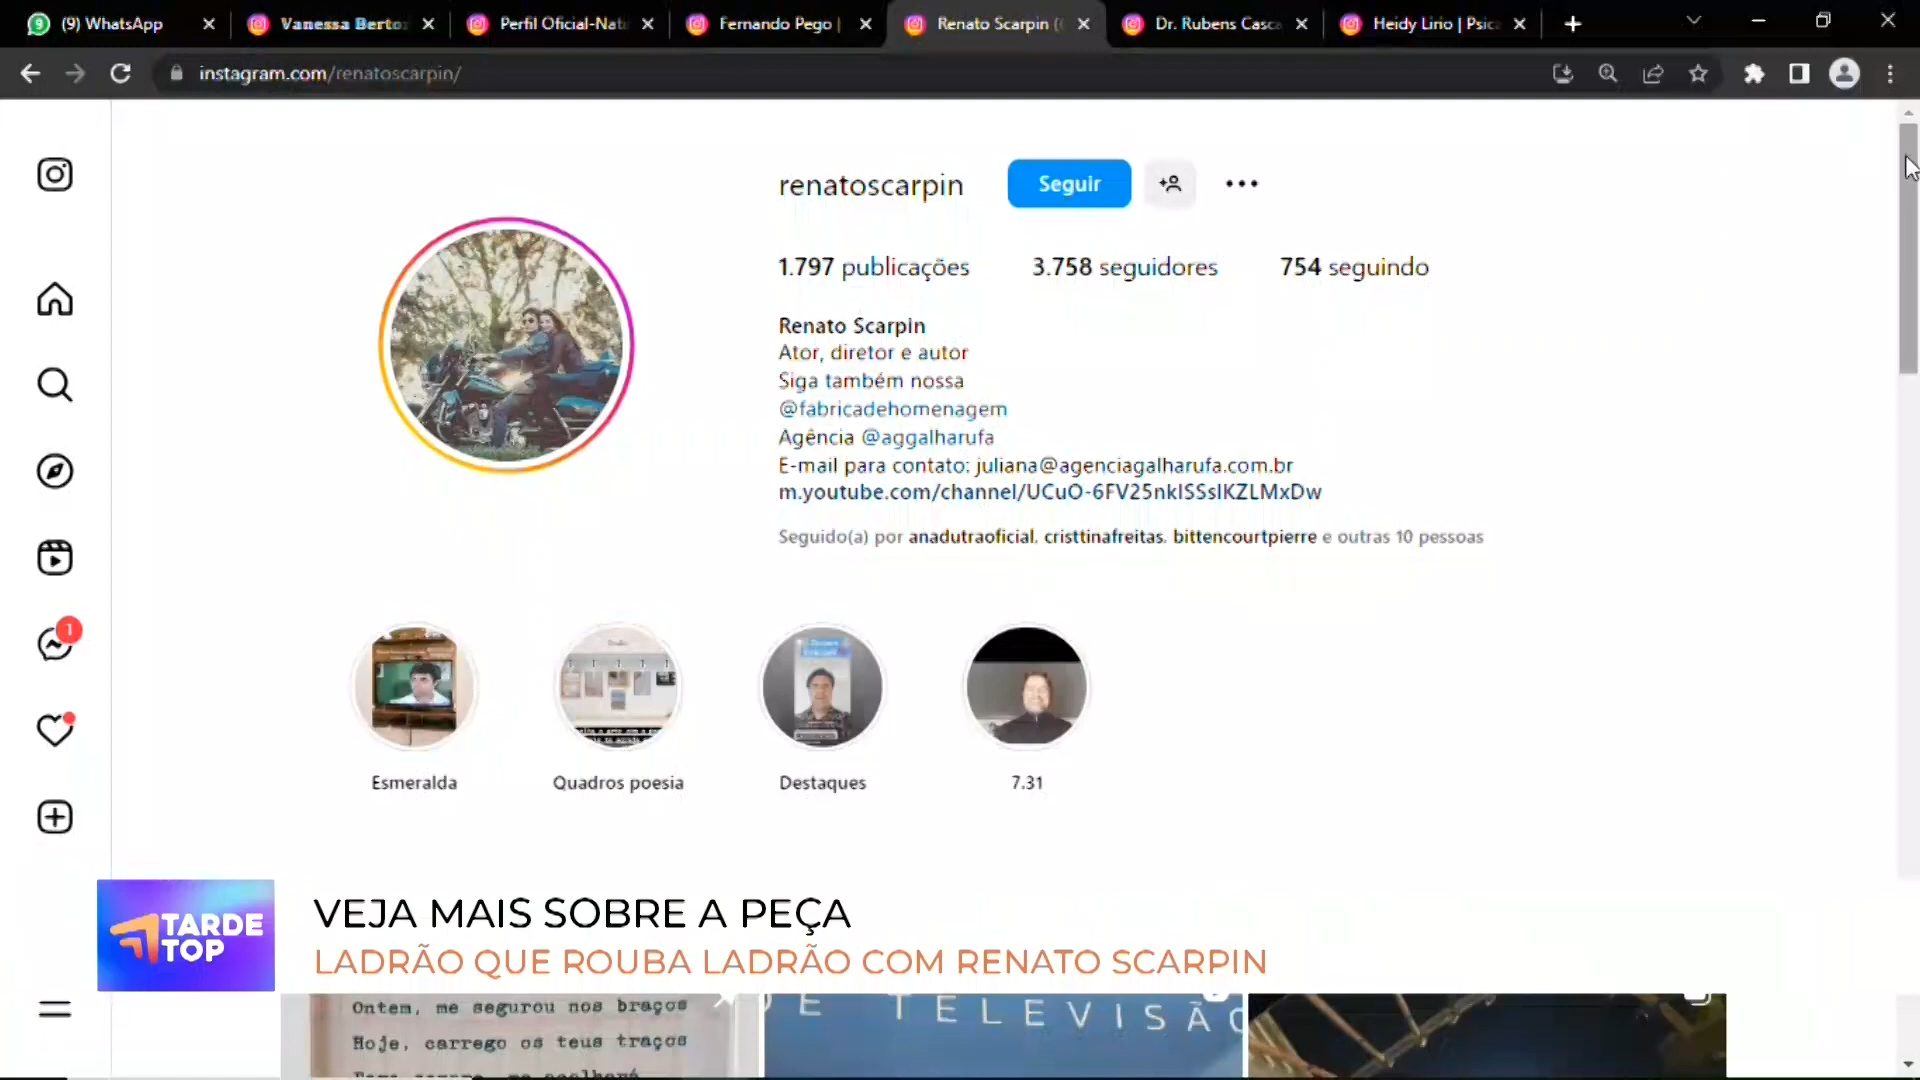 (9) WhatsApp
Vanessa Berto
Perfil Oficial-Nat
Fernando Pego |
Renato Scarpin (
Dr. Rubens Casca
Heidy Lirio | Psica
instagram.com/renatoscarpin/
renatoscarpin
Seguir
1.797 publicações
3.758 seguidores
754 seguindo
Renato Scarpin
Ator, diretor e autor
Siga também nossa
@fabricadehomenagem
Agência @aggalharufa
E-mail para contato: juliana@agenciagalharufa.com.br
m.youtube.com/channel/UCuO-6FV25nkISSsIKZLMxDw
Seguido(a) por anadutraoficial, cristtinafreitas, bittencourtpierre e outras 10 pessoas
1
Esmeralda
Quadros poesia
Destaques
7.31
TARDE
TOP
VEJA MAIS SOBRE A PEÇA
LADRÃO QUE ROUBA LADRÃO COM RENATO SCARPIN
Ontem, me segurou nos braços
Hoje, carrego os teus traços
DE TELEVISÃO